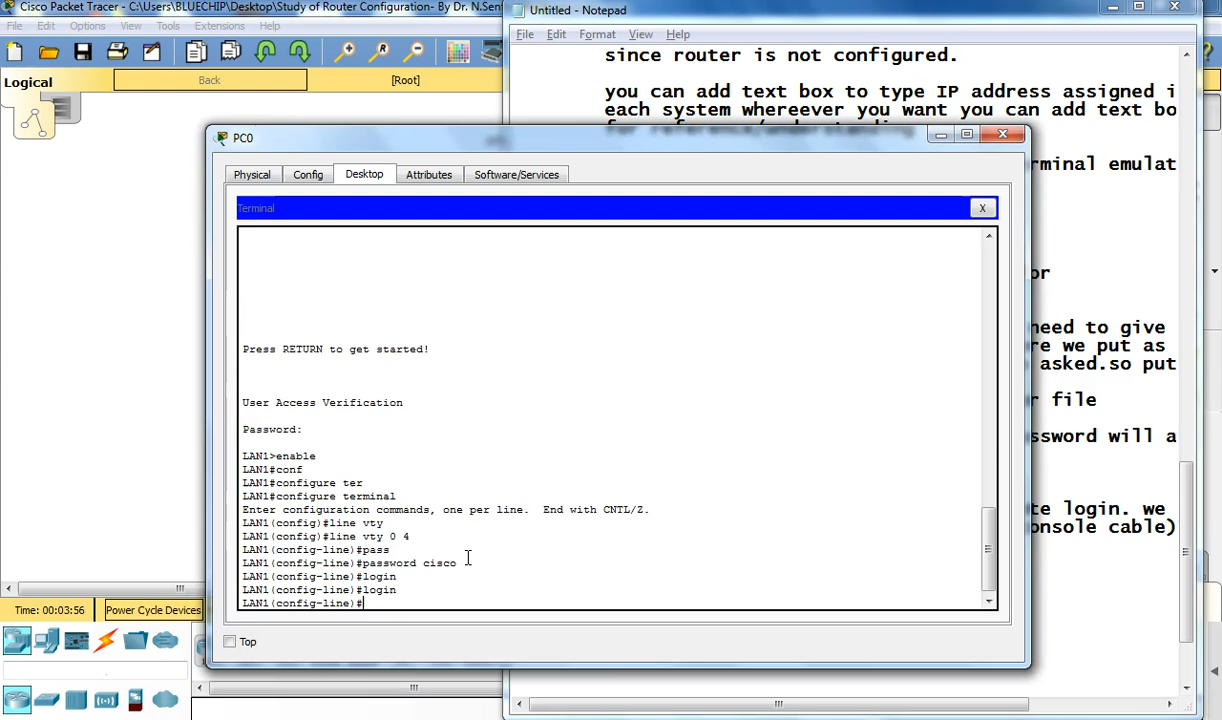 Cisco Packet Tracer - C:\Users\BLUECHIP\Desktop\Study of Router Configuration- By Dr. N.Senf
File Edit Options View Tools Extensions Help
Logical
Back
[Root]
Untitled - Notepad
File Edit Format View Help
since router is not configured.
you can add text box to type IP address assigned i
each system whereever you want you can add text bo
for reference/understanding
rminal emulat
or
need to give
re we put as
asked.so put
r file
ssword will a
te login. we
onsole cable)
PC0
Physical Config Desktop Attributes Software/Services
Terminal
X
Press RETURN to get started!
User Access Verification
Password:
LAN1>enable
LAN1#conf
LAN1#configure ter
LAN1#configure terminal
Enter configuration commands, one per line. End with CNTL/Z.
LAN1(config)#line vty
LAN1(config)#line vty 0 4
LAN1(config-line)#pass
LAN1(config-line)#password cisco
LAN1(config-line)#login
LAN1(config-line)#login
LAN1(config-line)#
Top
Time: 00:03:56 Power Cycle Devices